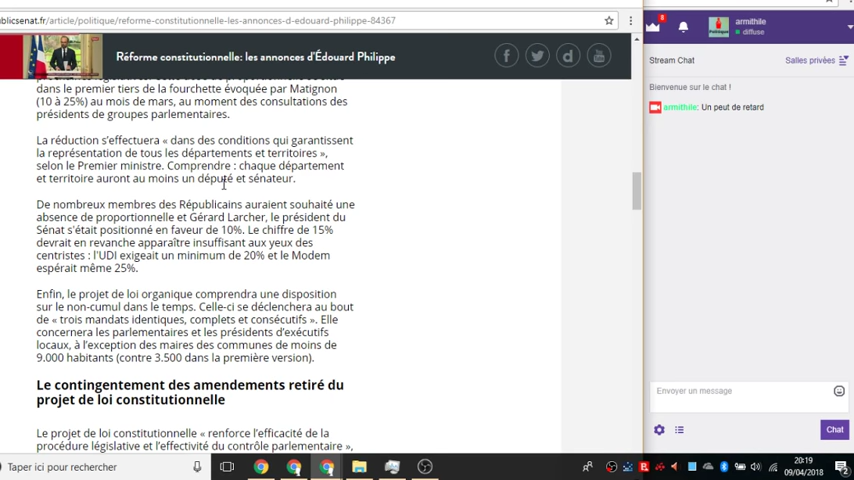 ublicsenat.fr/article/politique/reforme-constitutionnelle-les-annonces-d-edouard-philippe-84367
Réforme constitutionnelle: les annonces d'Édouard Philippe
dans le premier tiers de la fourchette évoquée par Matignon
(10 à 25%) au mois de mars, au moment des consultations des
présidents de groupes parlementaires.
La réduction s'effectuera « dans des conditions qui garantissent
la représentation de tous les départements et territoires »,
selon le Premier ministre. Comprendre : chaque département
et territoire auront au moins un député et sénateur.
De nombreux membres des Républicains auraient souhaité une
absence de proportionnelle et Gérard Larcher, le président du
Sénat s'était positionné en faveur de 10%. Le chiffre de 15%
devrait en revanche apparaître insuffisant aux yeux des
centristes : l'UDI exigeait un minimum de 20% et le Modem
espérait même 25%.
Enfin, le projet de loi organique comprendra une disposition
sur le non-cumul dans le temps. Celle-ci se déclenchera au bout
de « trois mandats identiques, complets et consécutifs ». Elle
concernera les parlementaires et les présidents d'exécutifs
locaux, à l'exception des maires des communes de moins de
9.000 habitants (contre 3.500 dans la première version).
Le contingentement des amendements retiré du
projet de loi constitutionnelle
Le projet de loi constitutionnelle « renforce l'efficacité de la
procédure législative et l'effectivité du contrôle parlementaire »,
8
armithile
diffuse
Stream Chat
Salles privées
Bienvenue sur le chat !
armithile: Un peu de retard
Envoyer un message
Chat
Taper ici pour rechercher
20:19
09/04/2018
2